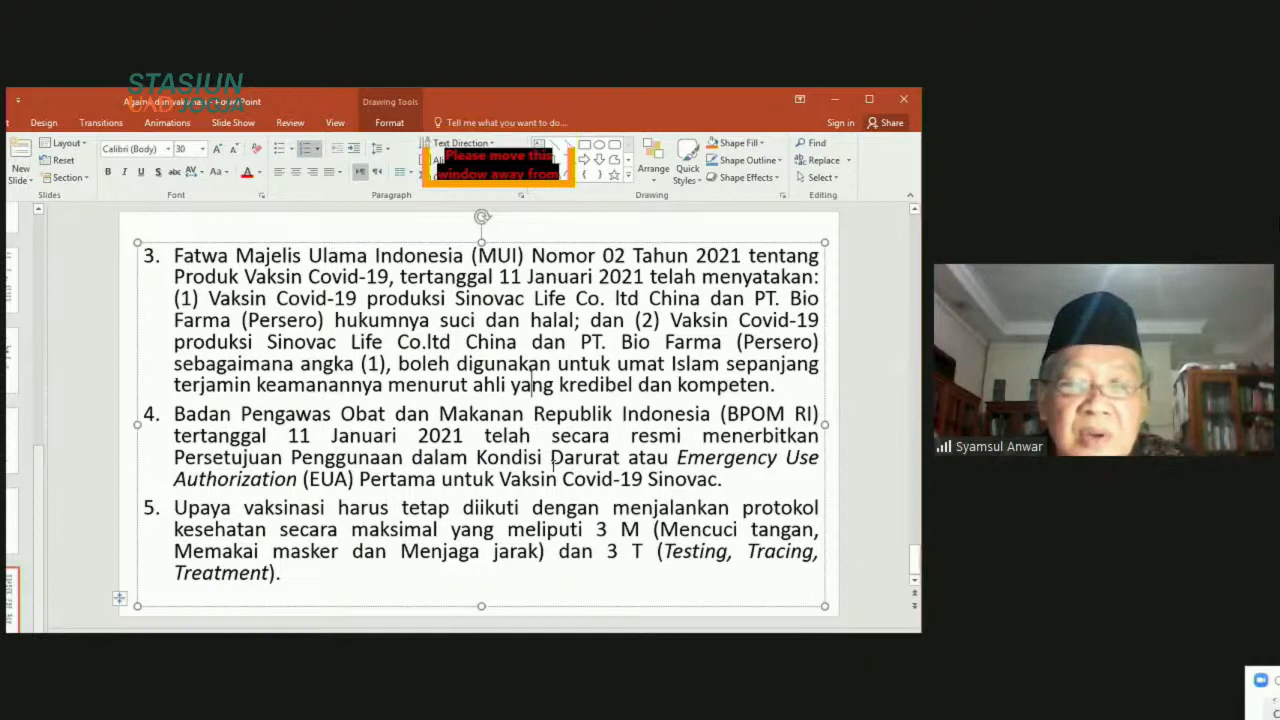 STASIUN
UAD JOGJA
Agama dan vaksinasi - PowerPoint
Drawing Tools
Design
Transitions
Animations
Slide Show
Review
View
Format
Tell me what you want to do...
Sign in
Share
New Slide
Layout
Reset
Section
Slides
Calibri (Body)
30
Font
Text Direction
Please move this
window away from
Paragraph
Arrange
Quick Styles
Shape Fill
Shape Outline
Shape Effects
Drawing
Find
Replace
Select
Editing
3. Fatwa Majelis Ulama Indonesia (MUI) Nomor 02 Tahun 2021 tentang
Produk Vaksin Covid-19, tertanggal 11 Januari 2021 telah menyatakan:
(1) Vaksin Covid-19 produksi Sinovac Life Co. ltd China dan PT. Bio
Farma (Persero) hukumnya suci dan halal; dan (2) Vaksin Covid-19
produksi Sinovac Life Co.ltd China dan PT. Bio Farma (Persero)
sebagaimana angka (1), boleh digunakan untuk umat Islam sepanjang
terjamin keamanannya menurut ahli yang kredibel dan kompeten.
4. Badan Pengawas Obat dan Makanan Republik Indonesia (BPOM RI)
tertanggal 11 Januari 2021 telah secara resmi menerbitkan
Persetujuan Penggunaan dalam Kondisi Darurat atau Emergency Use
Authorization (EUA) Pertama untuk Vaksin Covid-19 Sinovac.
5. Upaya vaksinasi harus tetap diikuti dengan menjalankan protokol
kesehatan secara maksimal yang meliputi 3 M (Mencuci tangan,
Memakai masker dan Menjaga jarak) dan 3 T (Testing, Tracing,
Treatment).
Syamsul Anwar